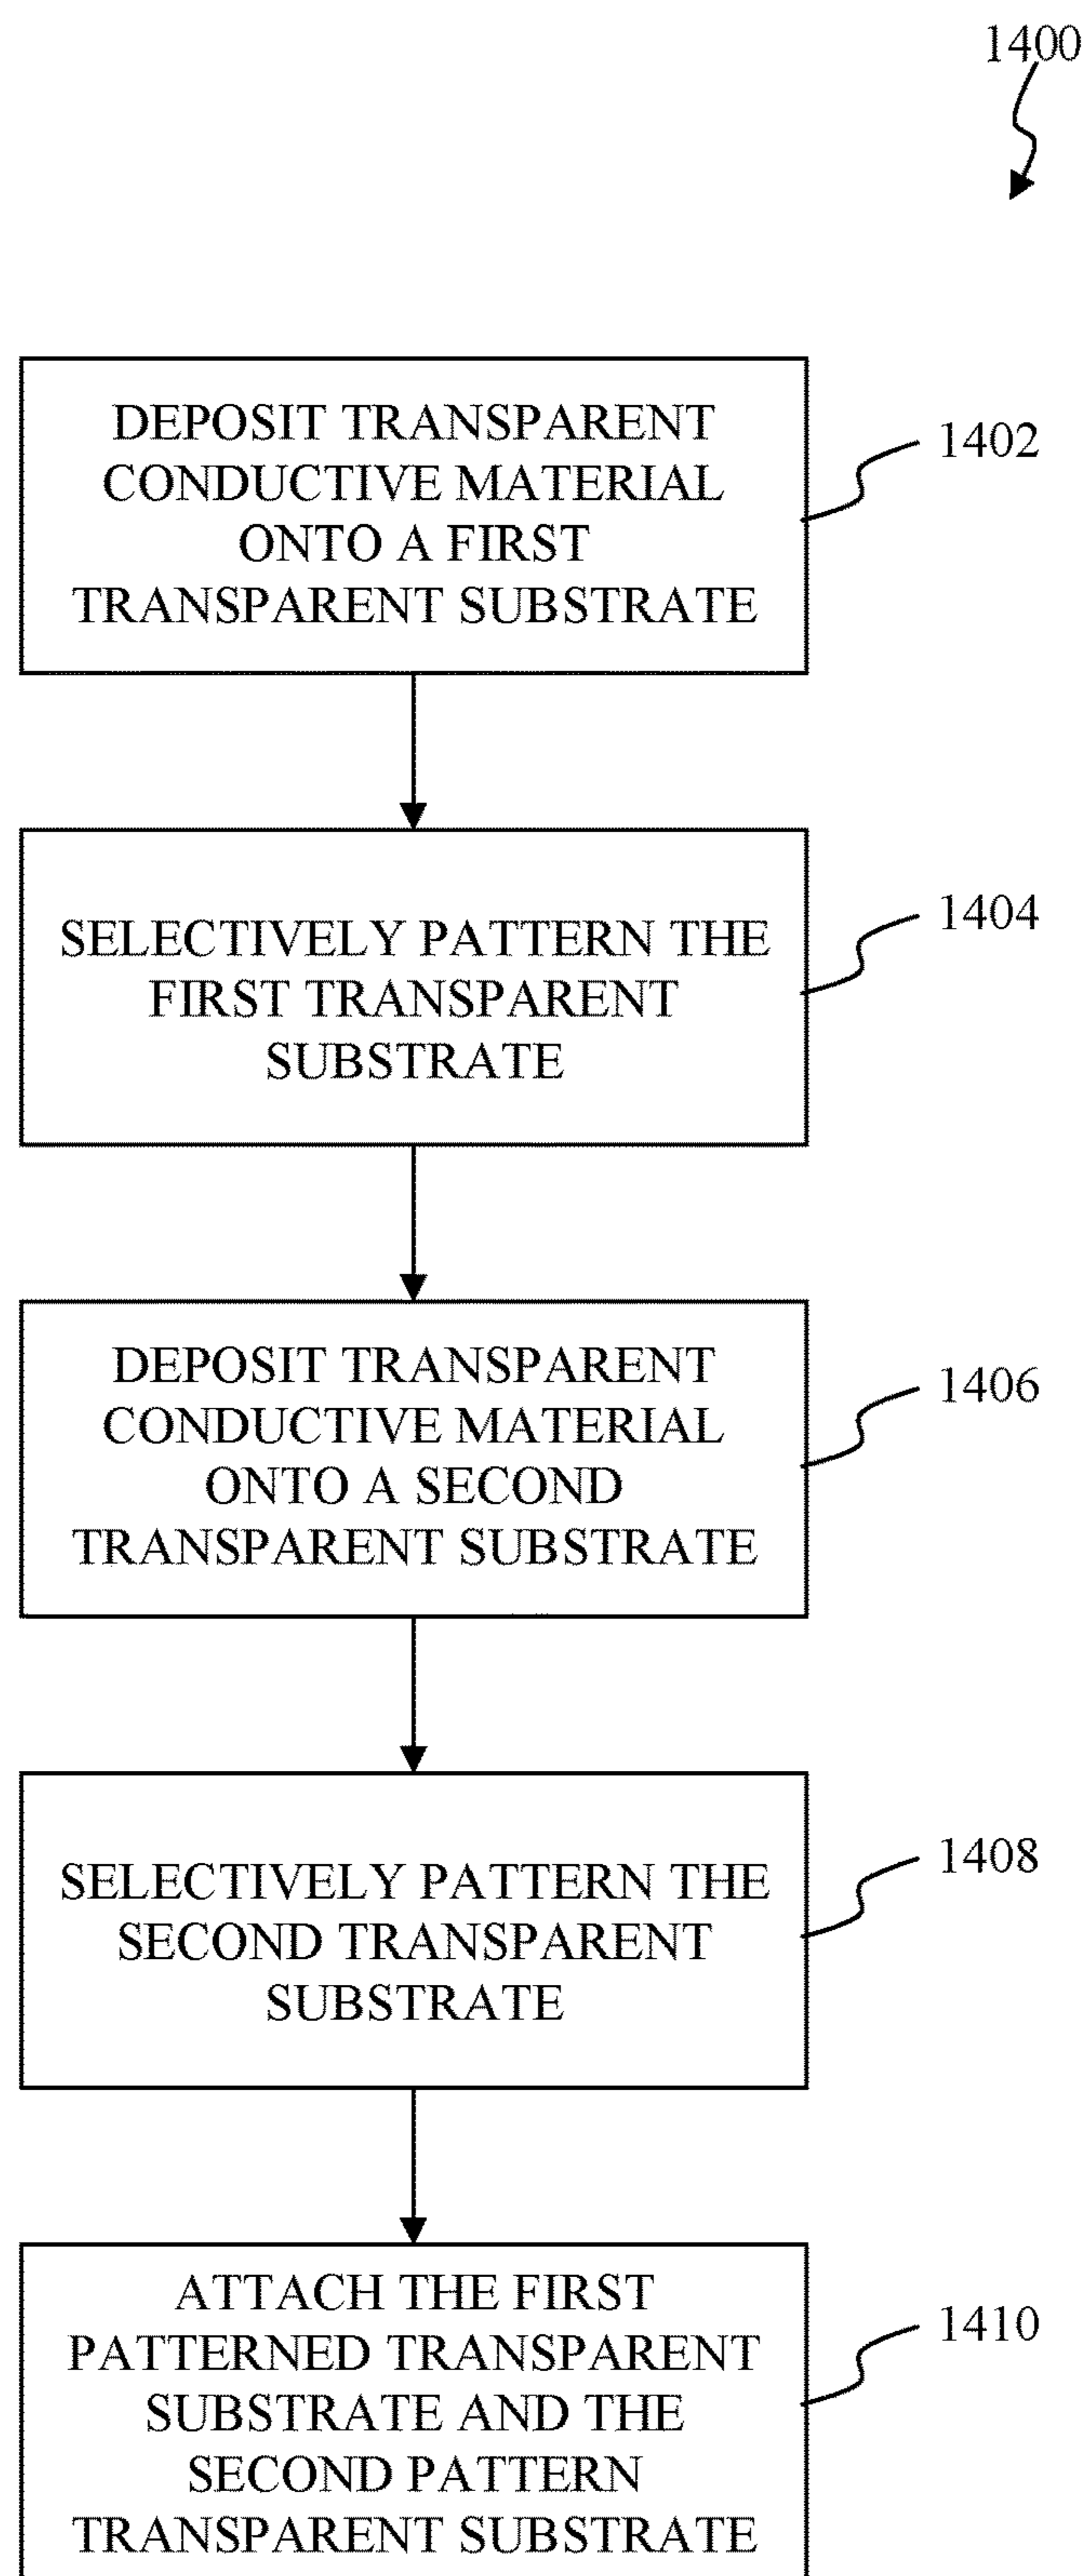 1400
DEPOSIT TRANSPARENT
CONDUCTIVE MATERIAL
ONTO A FIRST
TRANSPARENT SUBSTRATE
1402
SELECTIVELY PATTERN THE
FIRST TRANSPARENT
SUBSTRATE
1404
DEPOSIT TRANSPARENT
CONDUCTIVE MATERIAL
ONTO A SECOND
TRANSPARENT SUBSTRATE
1406
SELECTIVELY PATTERN THE
SECOND TRANSPARENT
SUBSTRATE
1408
ATTACH THE FIRST
PATTERNED TRANSPARENT
SUBSTRATE AND THE
SECOND PATTERN
TRANSPARENT SUBSTRATE
1410